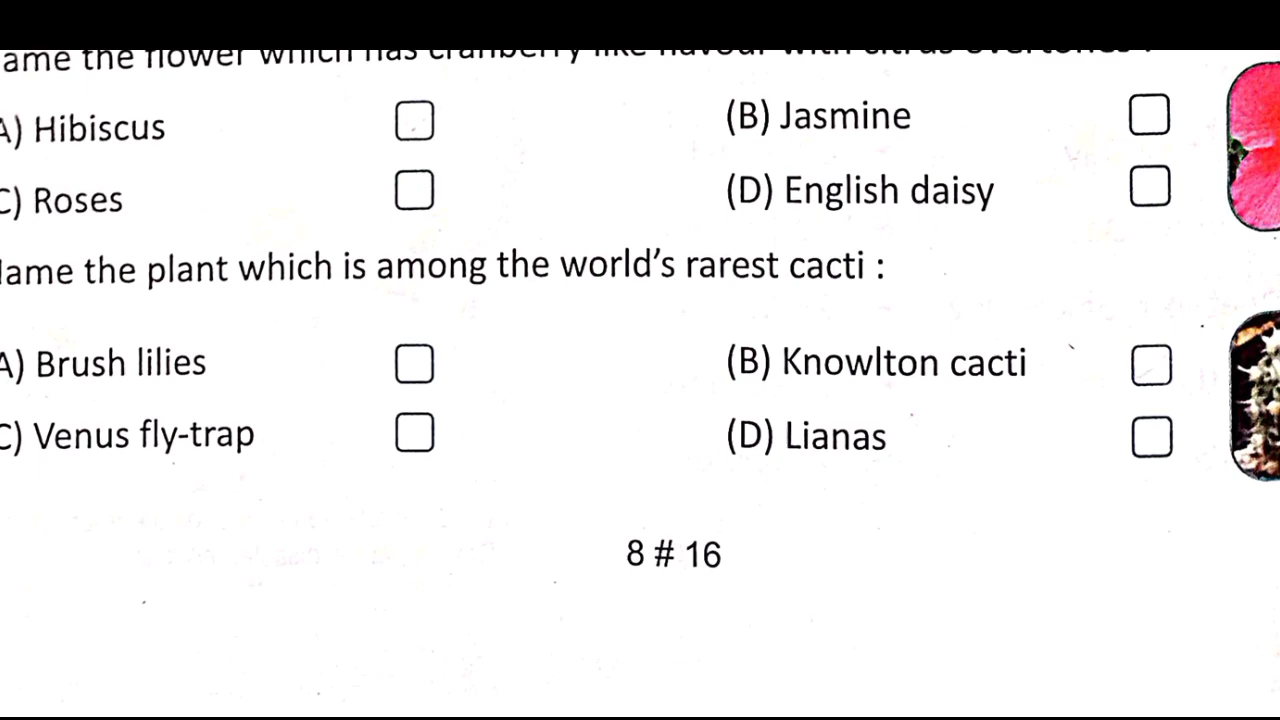 ame the flower which has cranberry like flavour with citrus overtones :
A) Hibiscus (B) Jasmine
C) Roses (D) English daisy
lame the plant which is among the world's rarest cacti :
A) Brush lilies (B) Knowlton cacti
C) Venus fly-trap (D) Lianas
8 # 16